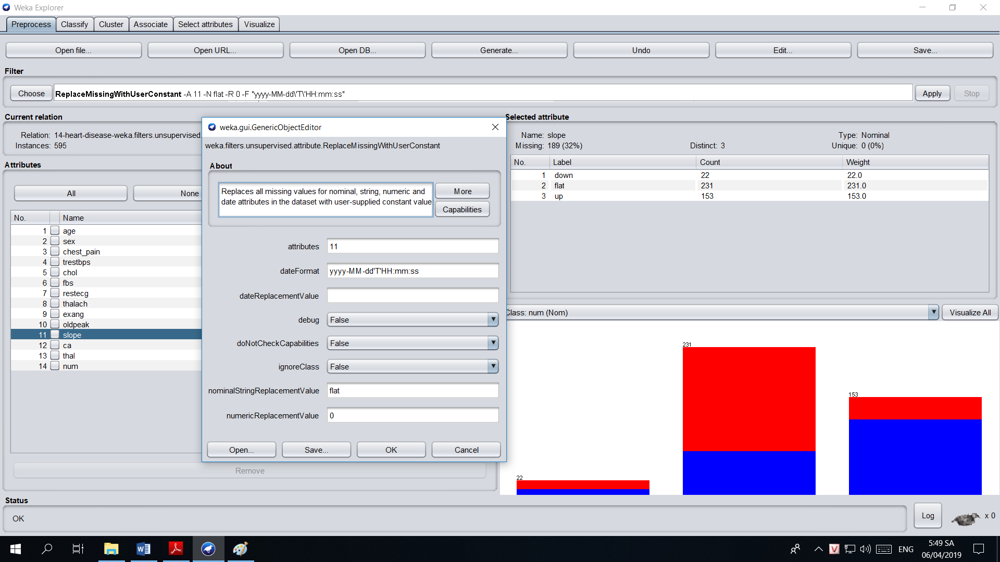 Weka Explorer
Preprocess Classify Cluster Associate Select attributes Visualize
Open file... Open URL... Open DB... Generate... Undo Edit... Save...
Filter
Choose ReplaceMissingWithUserConstant -A 11 -N flat -R 0 -F "yyyy-MM-dd\'T\'HH:mm:ss" Apply Stop
Current relation
Relation: 14-heart-disease-weka.filters.unsupervised.
Instances: 595
Attributes
All None
No. Name
1 age
2 sex
3 chest_pain
4 trestbps
5 chol
6 fbs
7 restecg
8 thalach
9 exang
10 oldpeak
11 slope
12 ca
13 thal
14 num
Remove
weka.gui.GenericObjectEditor
weka.filters.unsupervised.attribute.ReplaceMissingWithUserConstant
About
Replaces all missing values for nominal, string, numeric and
date attributes in the dataset with user-supplied constant value
More
Capabilities
attributes 11
dateFormat yyyy-MM-dd'T'HH:mm:ss
dateReplacementValue
debug False
doNotCheckCapabilities False
ignoreClass False
nominalStringReplacementValue flat
numericReplacementValue 0
Open... Save... OK Cancel
Selected attribute
Name: slope Type: Nominal
Missing: 189 (32%) Distinct: 3 Unique: 0 (0%)
No. Label Count Weight
1 down 22 22.0
2 flat 231 231.0
3 up 153 153.0
Class: num (Nom) Visualize All
231
153
22
Status
OK
Log x 0
ENG
5:49 SA
06/04/2019